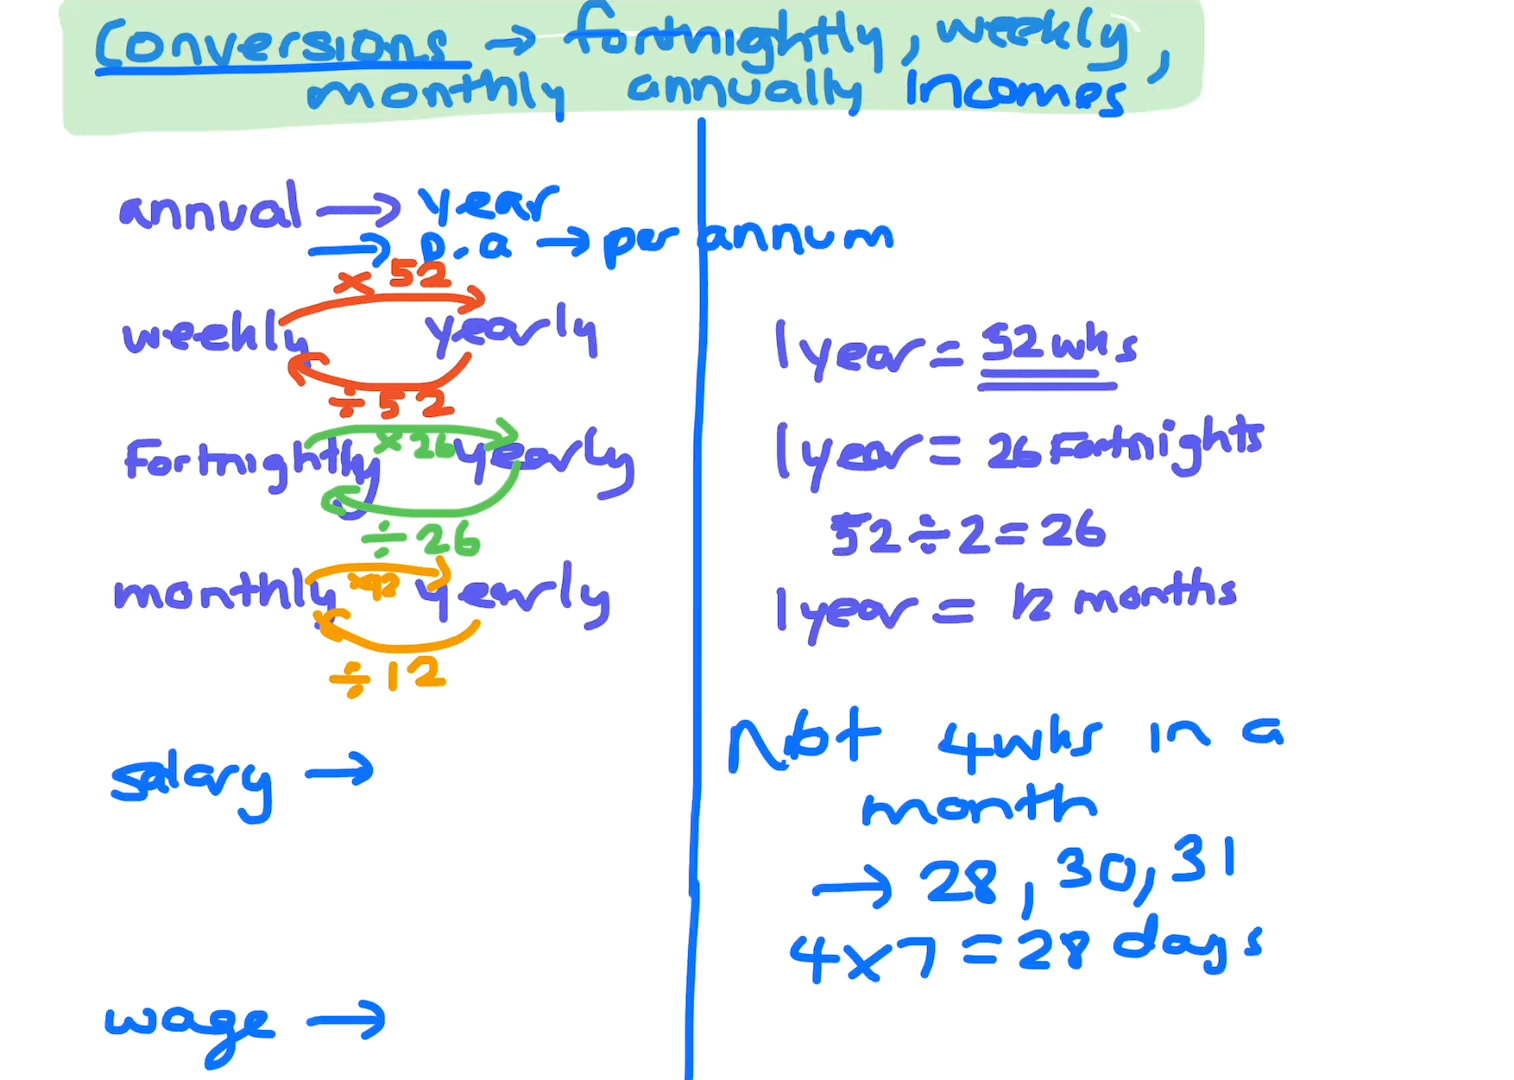 Conversions → fortnightly, weekly,
monthly annually incomes
annual → year
→ p.a → per annum
× 52
weekly yearly
÷ 52
× 26
Fortnightly yearly
÷ 26
×12
monthly yearly
÷ 12
salary →
wage →
1 year = 52 wks
1 year = 26 Fortnights
52 ÷ 2 = 26
1 year = 12 months
Not 4 wks in a
month
→ 28, 30, 31
4 × 7 = 28 days